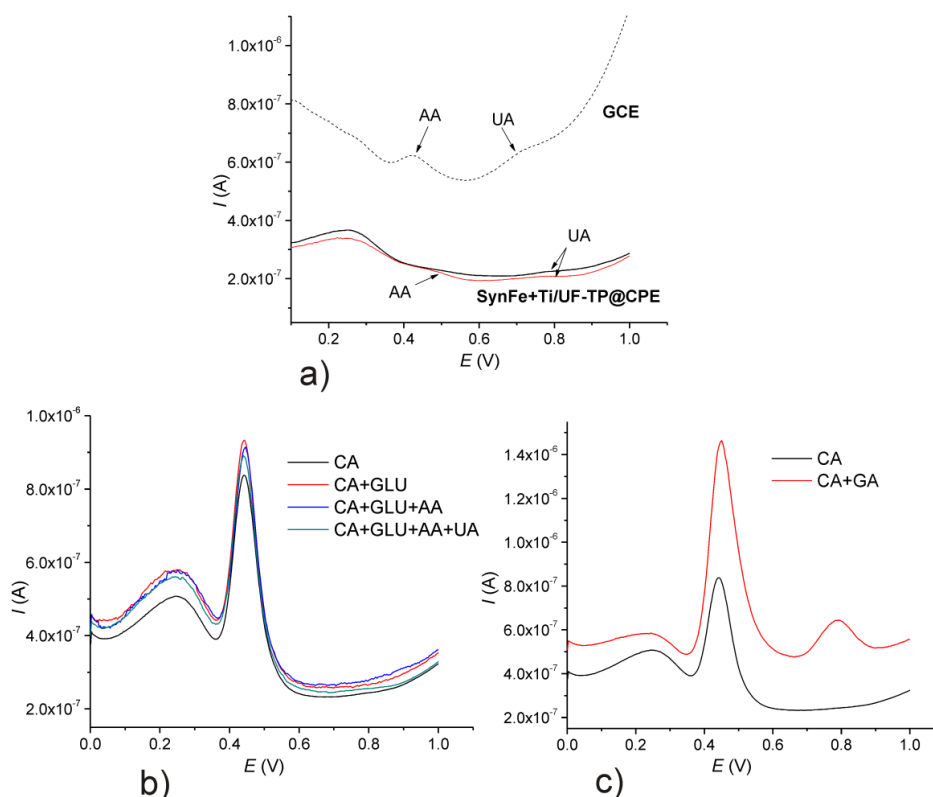 1.0x10⁻⁶
8.0x10⁻⁷
6.0x10⁻⁷
4.0x10⁻⁷
2.0x10⁻⁷
I (A)
AA
UA
GCE
UA
AA
SynFe+Ti/UF-TP@CPE
0.2 0.4 0.6 0.8 1.0
E (V)
a)
1.0x10⁻⁶
8.0x10⁻⁷
6.0x10⁻⁷
4.0x10⁻⁷
2.0x10⁻⁷
I (A)
CA
CA+GLU
CA+GLU+AA
CA+GLU+AA+UA
0.0 0.2 0.4 0.6 0.8 1.0
E (V)
b)
1.4x10⁻⁶
1.2x10⁻⁶
1.0x10⁻⁶
8.0x10⁻⁷
6.0x10⁻⁷
4.0x10⁻⁷
2.0x10⁻⁷
I (A)
CA
CA+GA
0.0 0.2 0.4 0.6 0.8 1.0
E (V)
c)